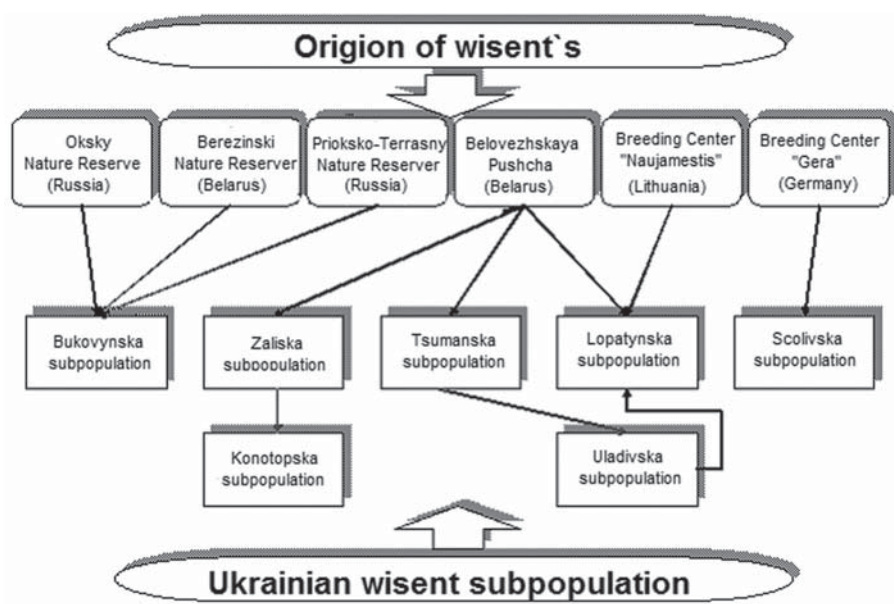 Origion of wisent`s
Oksky
Nature Reserve
(Russia)
Berezinski
Nature Reserver
(Belarus)
Prioksko-Terrasny
Nature Reserver
(Russia)
Belovezhskaya
Pushcha
(Belarus)
Breeding Center
"Naujamestis"
(Lithuania)
Breeding Center
"Gera"
(Germany)
Bukovynska
subpopulation
Zaliska
subpopulation
Tsumanska
subpopulation
Lopatynska
subpopulation
Scolivska
subpopulation
Konotopska
subpopulation
Uladivska
subpopulation
Ukrainian wisent subpopulation